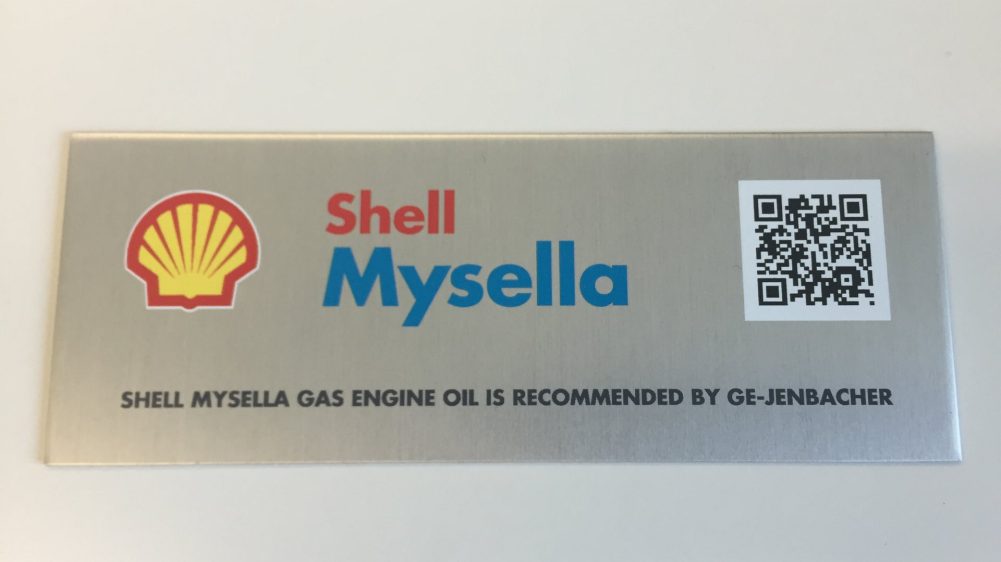 Shell
Mysella
SHELL MYSELLA GAS ENGINE OIL IS RECOMMENDED BY GE-JENBACHER